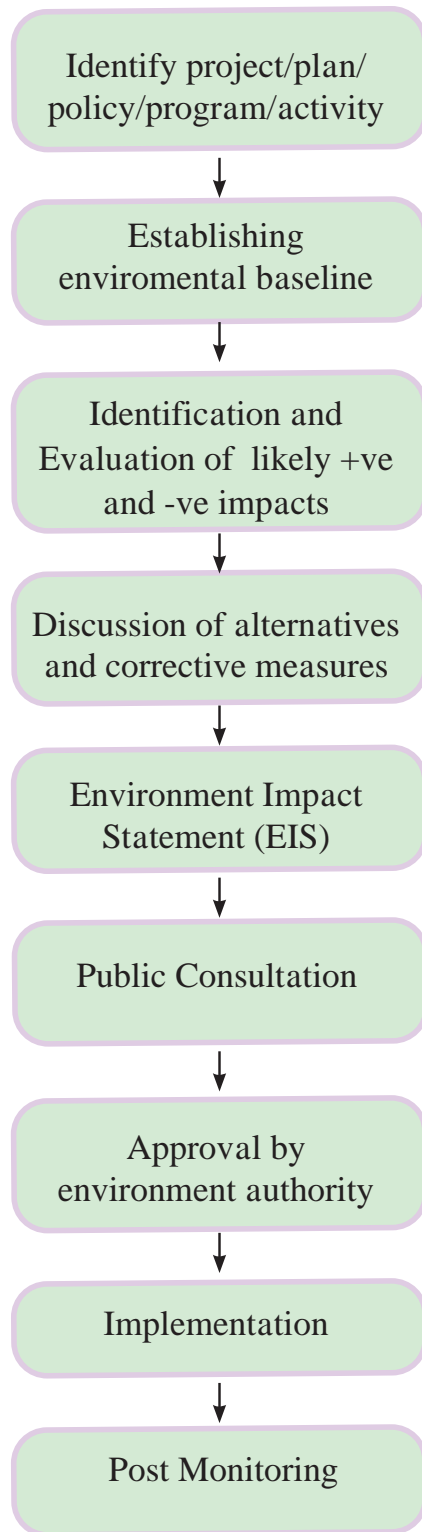 Identify project/plan/
policy/program/activity
Establishing
enviromental baseline
Identification and
Evaluation of likely +ve
and -ve impacts
Discussion of alternatives
and corrective measures
Environment Impact
Statement (EIS)
Public Consultation
Approval by
environment authority
Implementation
Post Monitoring